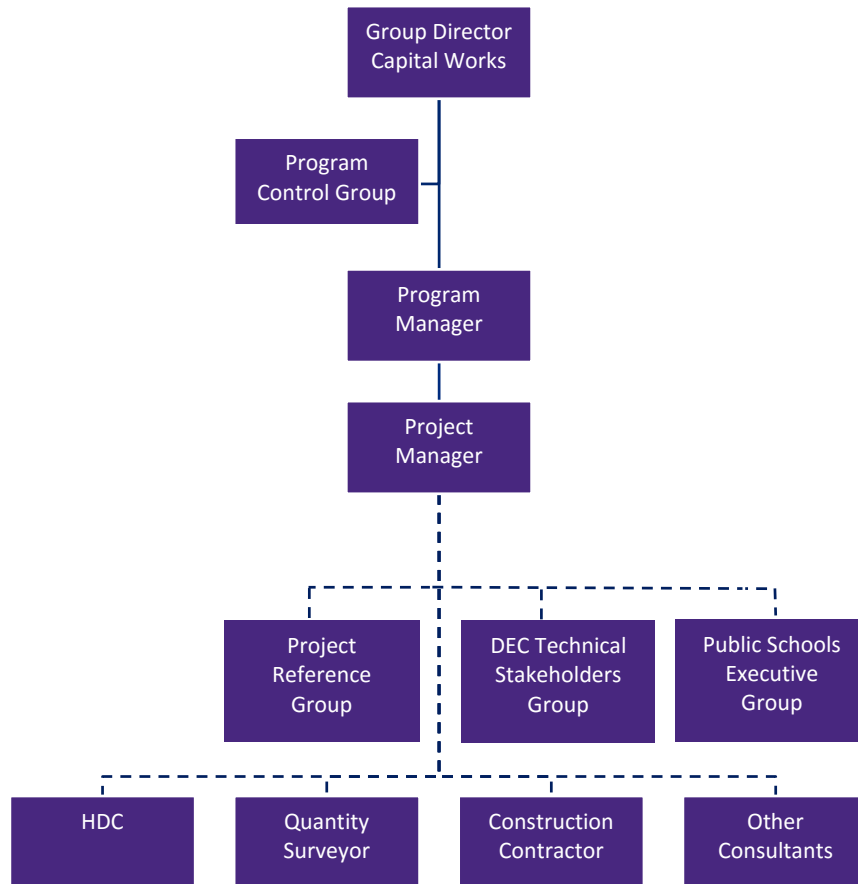 Group Director
Capital Works
Program
Control Group
Program
Manager
Project
Manager
Project
Reference
Group
DEC Technical
Stakeholders
Group
Public Schools
Executive
Group
HDC
Quantity
Surveyor
Construction
Contractor
Other
Consultants